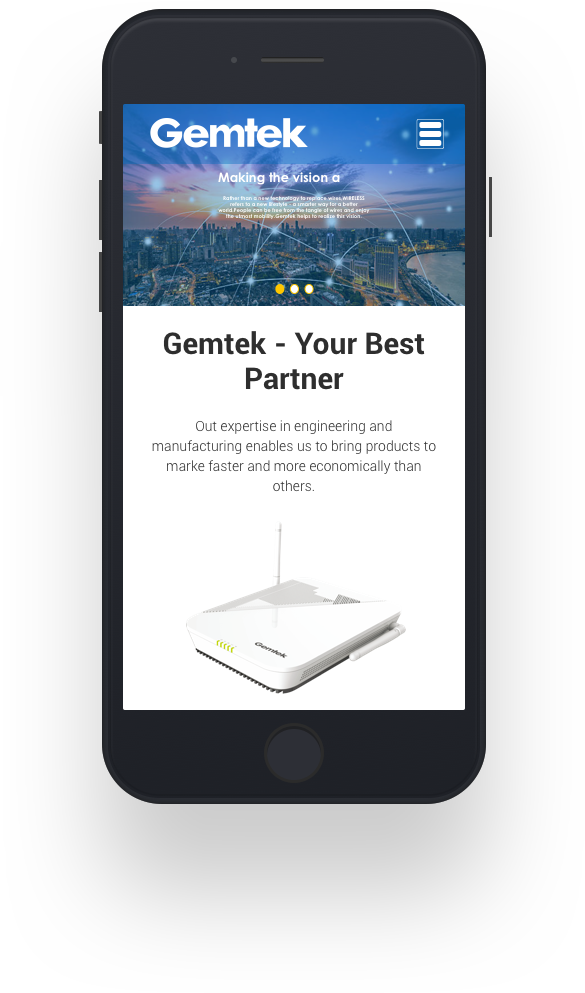 Gemtek
Making the vision a
Rather than a new technology to replace wires,WIRELESS
refers to a new lifestyle - a smarter way for a better
world.People can be free from the tangle of wires and enjoy
the utmost mobility.Gemtek helps to realize this vision.
Gemtek - Your Best
Partner
Out expertise in engineering and
manufacturing enables us to bring products to
marke faster and more economically than
others.
Gemtek